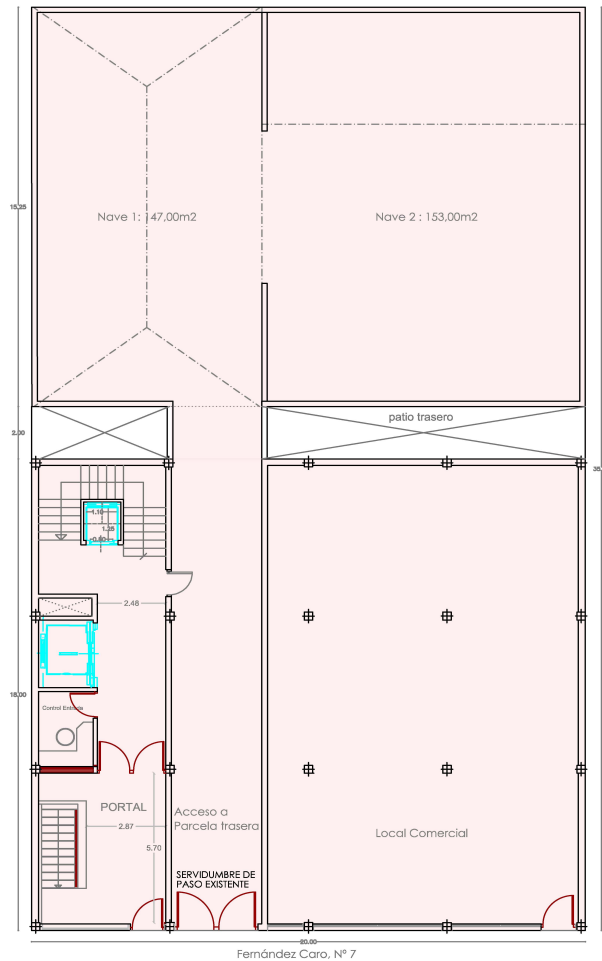 15,25
Nave 1: 147,00m2
Nave 2 : 153,00m2
2,00
patio trasero
1.10
1.35
0.80
2.48
18,00
Control Entrada
PORTAL
2.87
5.70
Acceso a
Parcela trasera
Local Comercial
SERVIDUMBRE DE
PASO EXISTENTE
20.00
Fernández Caro, Nº 7